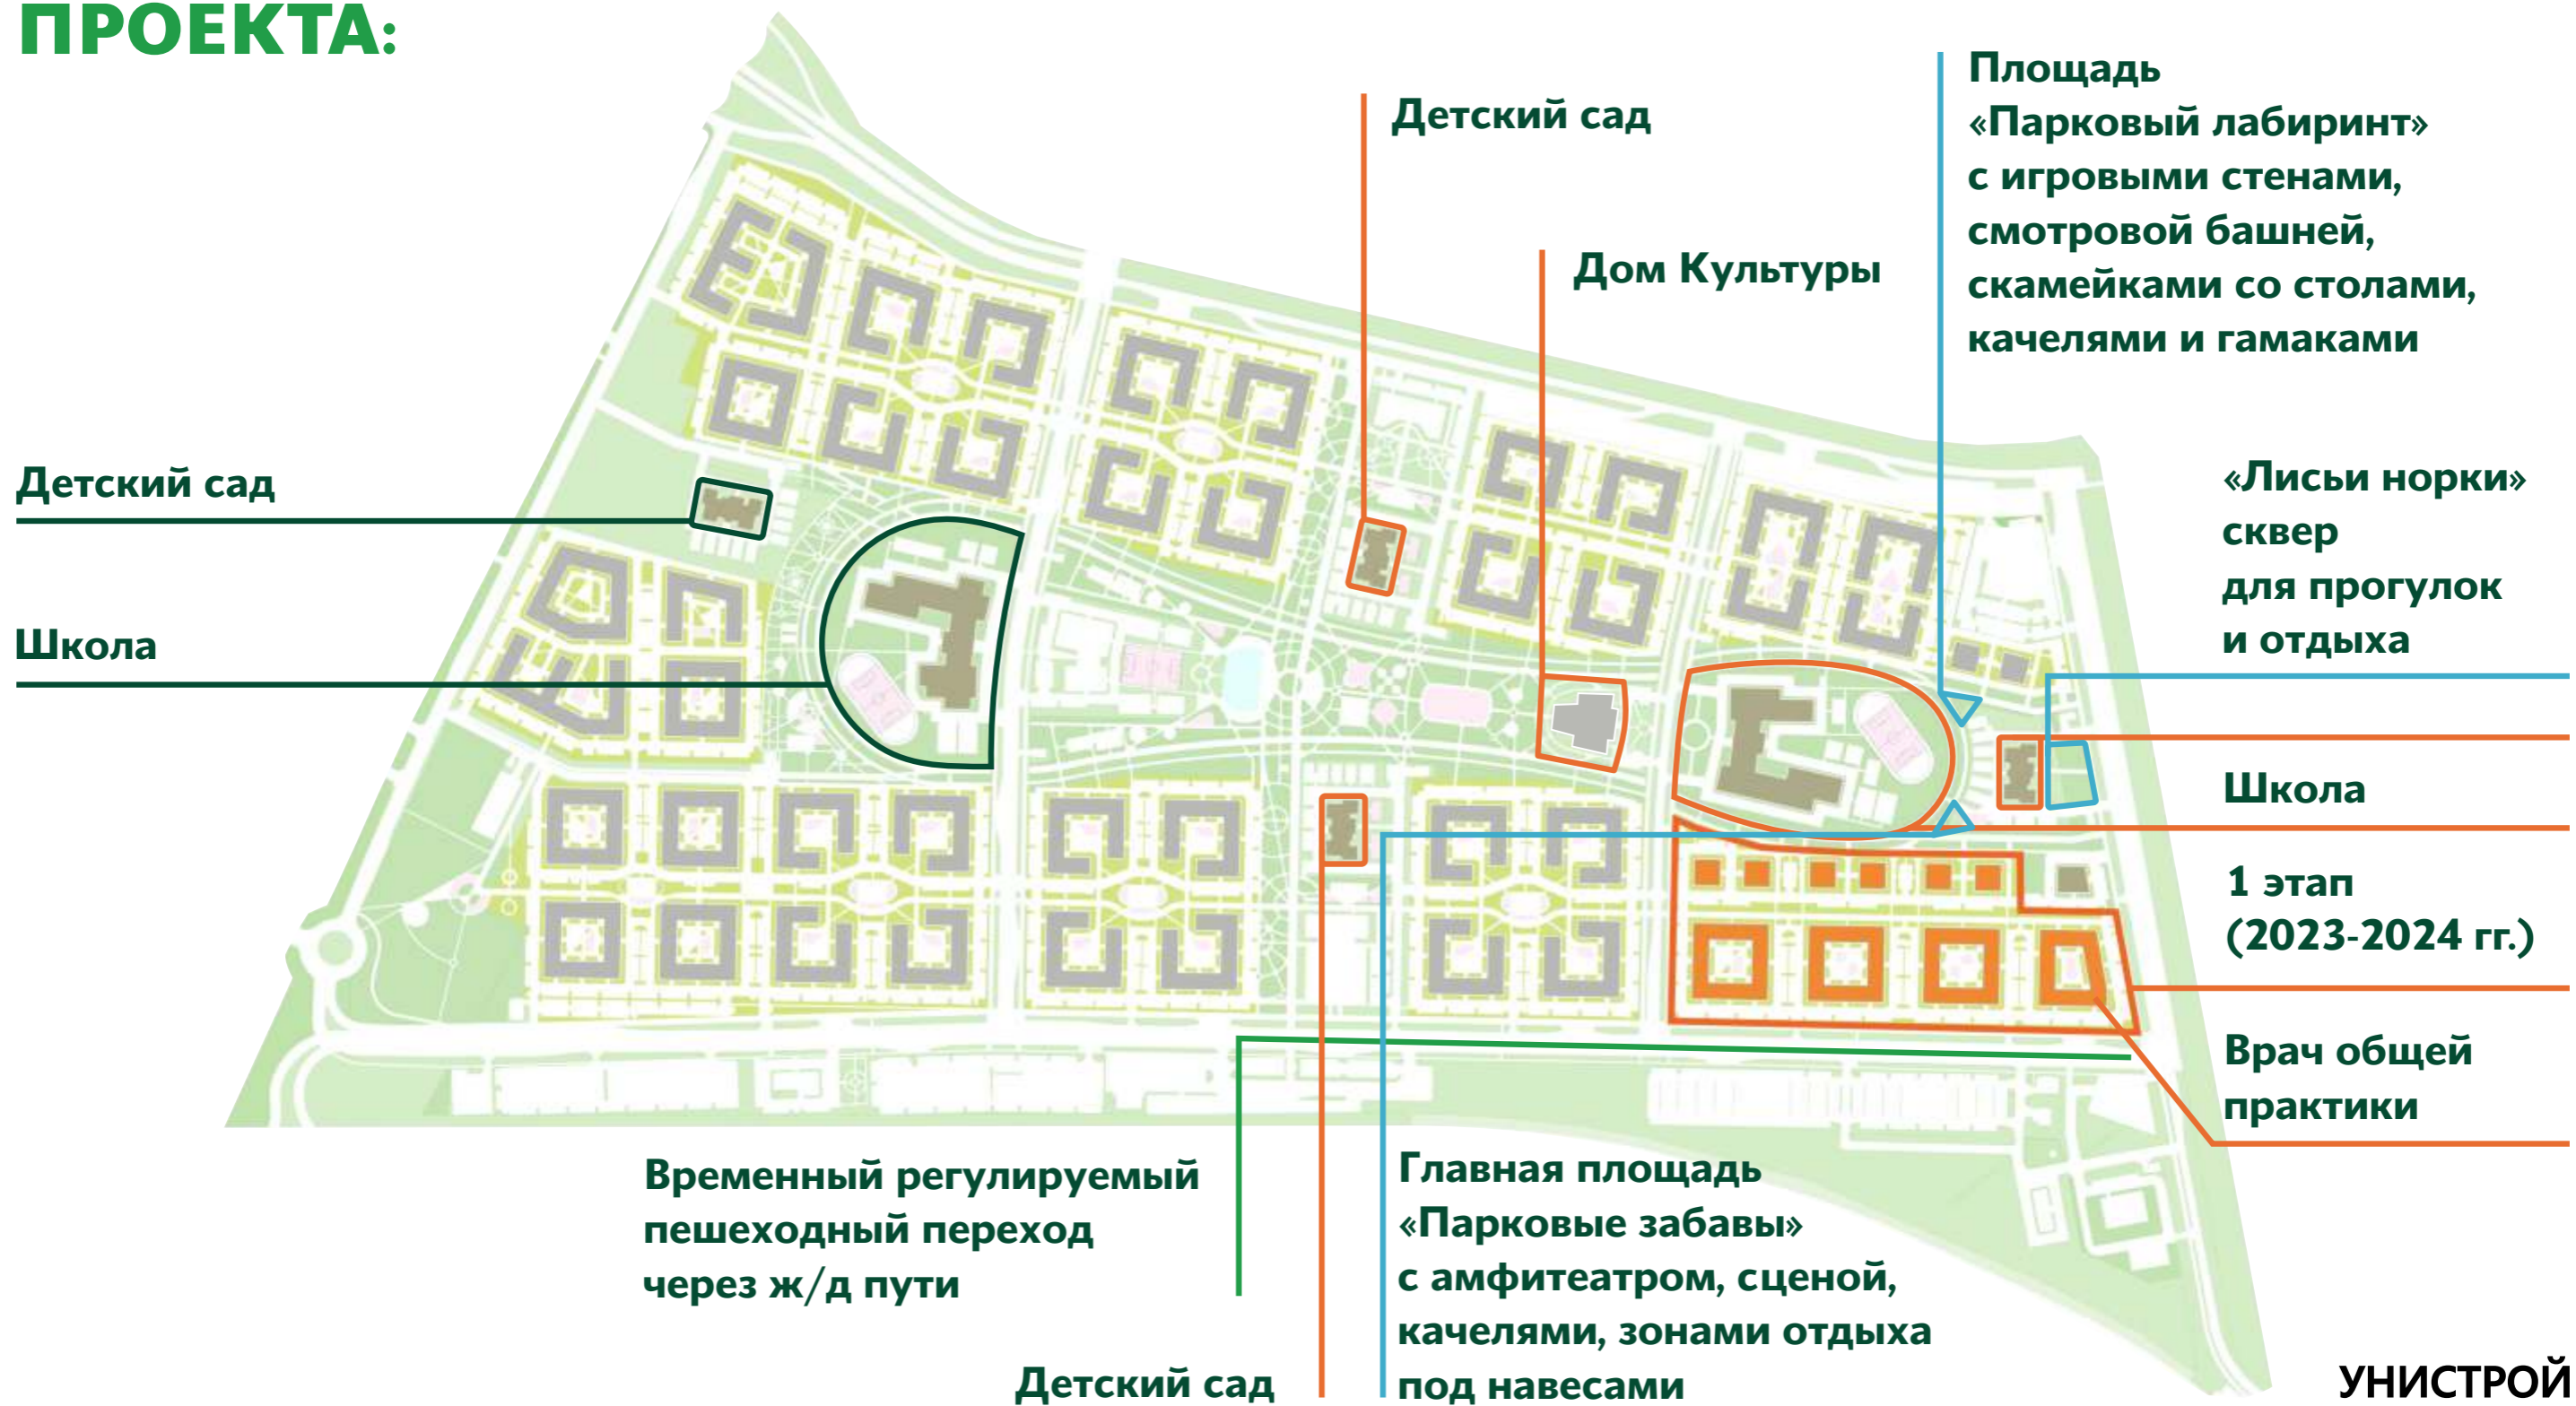 ПРОЕКТА:
Детский сад
Площадь
«Парковый лабиринт»
с игровыми стенами,
смотровой башней,
скамейками со столами,
качелями и гамаками
Дом Культуры
Детский сад
Школа
«Лисьи норки»
сквер
для прогулок
и отдыха
Школа
1 этап
(2023-2024 гг.)
Врач общей
практики
Временный регулируемый
пешеходный переход
через ж/д пути
Детский сад
Главная площадь
«Парковые забавы»
с амфитеатром, сценой,
качелями, зонами отдыха
под навесами
УНИСТРОЙ